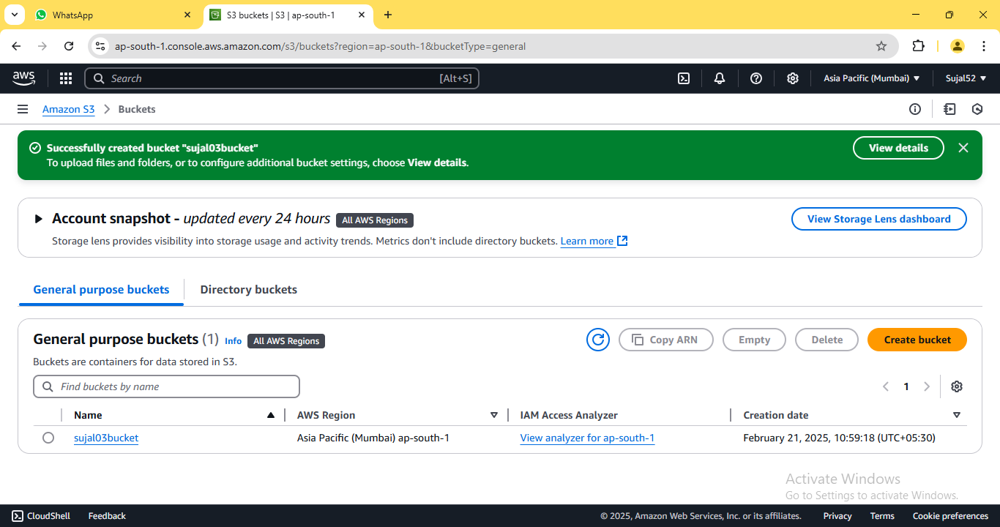 WhatsApp
S3 buckets | S3 | ap-south-1
ap-south-1.console.aws.amazon.com/s3/buckets?region=ap-south-1&bucketType=general
aws
Search [Alt+S]
Asia Pacific (Mumbai)
Sujal52
Amazon S3 > Buckets
Successfully created bucket "sujal03bucket"
To upload files and folders, or to configure additional bucket settings, choose View details.
View details
Account snapshot - updated every 24 hours All AWS Regions
View Storage Lens dashboard
Storage lens provides visibility into storage usage and activity trends. Metrics don't include directory buckets. Learn more
General purpose buckets Directory buckets
General purpose buckets (1) Info All AWS Regions
Copy ARN Empty Delete Create bucket
Buckets are containers for data stored in S3.
Find buckets by name
1
Name AWS Region IAM Access Analyzer Creation date
sujal03bucket Asia Pacific (Mumbai) ap-south-1 View analyzer for ap-south-1 February 21, 2025, 10:59:18 (UTC+05:30)
Activate Windows
Go to Settings to activate Windows.
CloudShell Feedback © 2025, Amazon Web Services, Inc. or its affiliates. Privacy Terms Cookie preferences